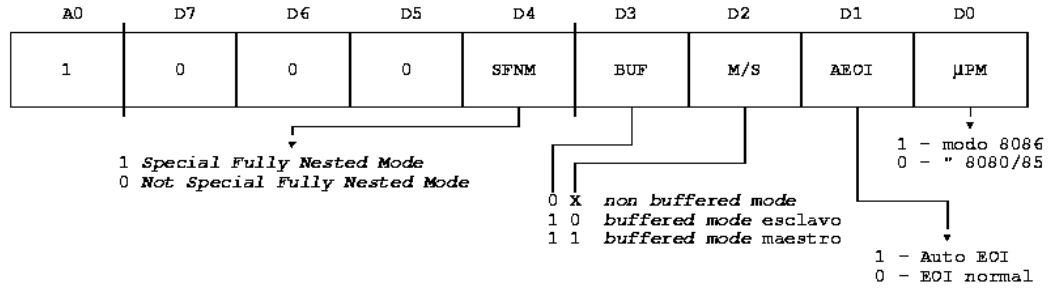 A0 D7 D6 D5 D4 D3 D2 D1 D0
1 0 0 0 SFNM BUF M/S AEOI µPM
1 Special Fully Nested Mode
0 Not Special Fully Nested Mode
1 - modo 8086
0 - " 8080/85
0 X non buffered mode
1 0 buffered mode esclavo
1 1 buffered mode maestro
1 - Auto EOI
0 - EOI normal